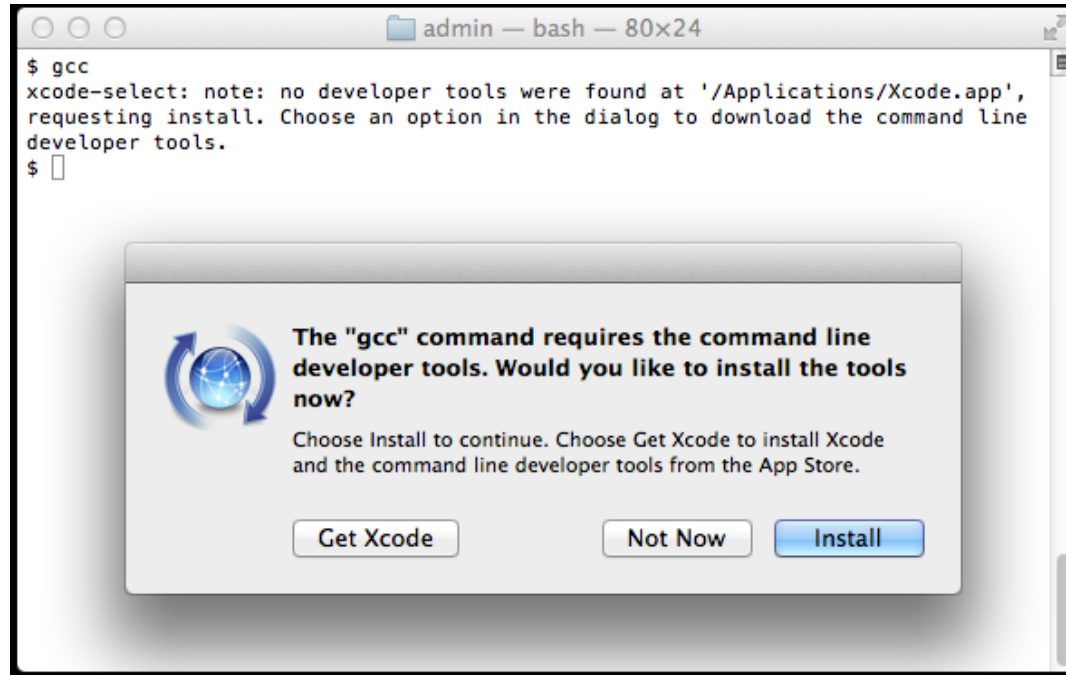 admin — bash — 80×24
$ gcc
xcode-select: note: no developer tools were found at '/Applications/Xcode.app',
requesting install. Choose an option in the dialog to download the command line
developer tools.
$
The "gcc" command requires the command line
developer tools. Would you like to install the tools
now?
Choose Install to continue. Choose Get Xcode to install Xcode
and the command line developer tools from the App Store.
Get Xcode Not Now Install